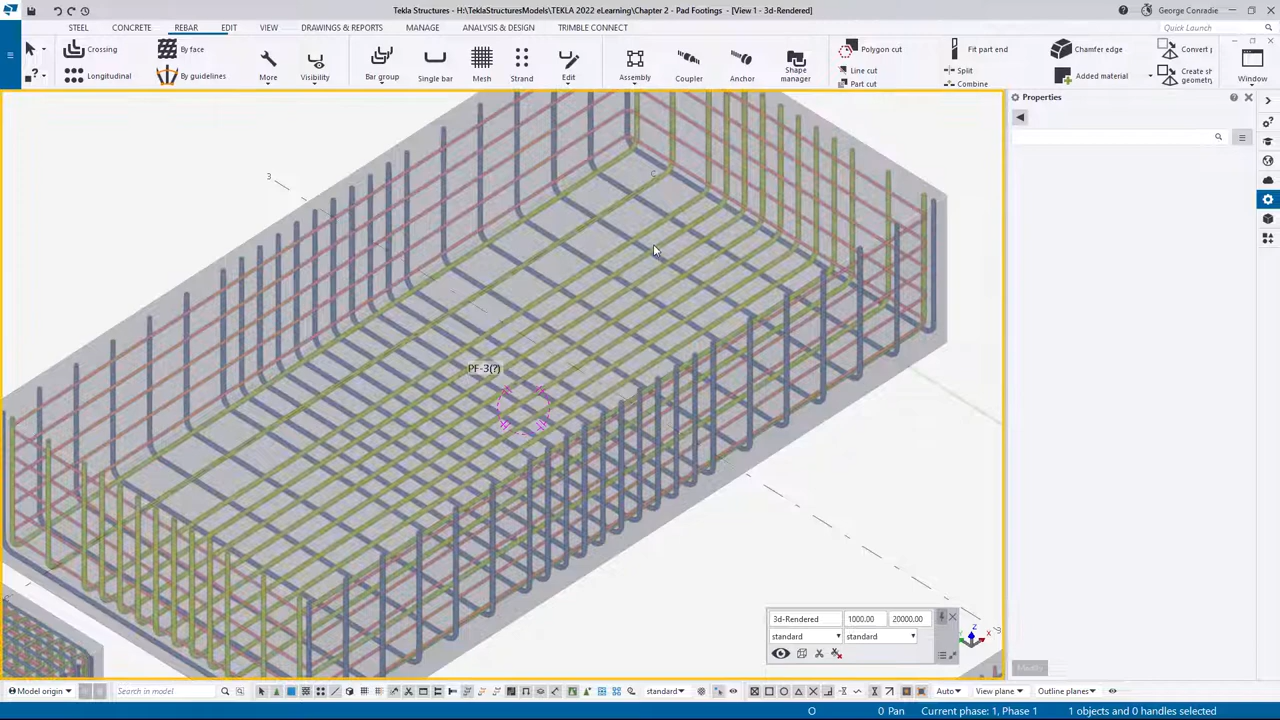 Tekla Structures - H:\TeklaStructuresModels\TEKLA 2022 eLearning\Chapter 2 - Pad Footings - [View 1 - 3d-Rendered]
George Conradie
STEEL CONCRETE REBAR EDIT VIEW DRAWINGS & REPORTS MANAGE ANALYSIS & DESIGN TRIMBLE CONNECT
Quick Launch
Crossing By face
Longitudinal By guidelines
More Visibility Bar group Single bar Mesh Strand Edit Assembly Coupler Anchor Shape manager
Polygon cut Fit part end Chamfer edge Convert
Line cut Split Added material Create sh geometr
Part cut Combine
Window
Properties
3
C
PF-3(?)
3d-Rendered 1000.00 20000.00
standard standard
Z
X
Modify
Model origin Search in model standard Auto View plane Outline planes
O 0 Pan Current phase: 1, Phase 1 1 objects and 0 handles selected